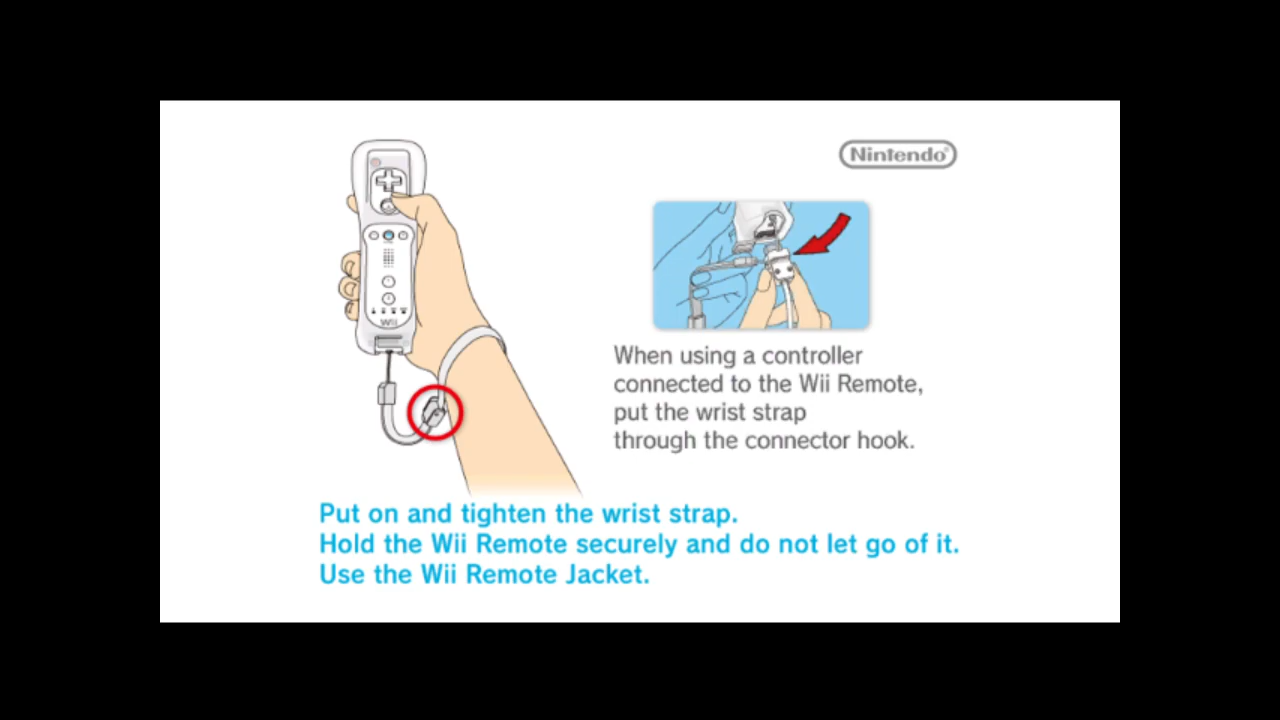 Nintendo®
Wii
When using a controller
connected to the Wii Remote,
put the wrist strap
through the connector hook.
Put on and tighten the wrist strap.
Hold the Wii Remote securely and do not let go of it.
Use the Wii Remote Jacket.